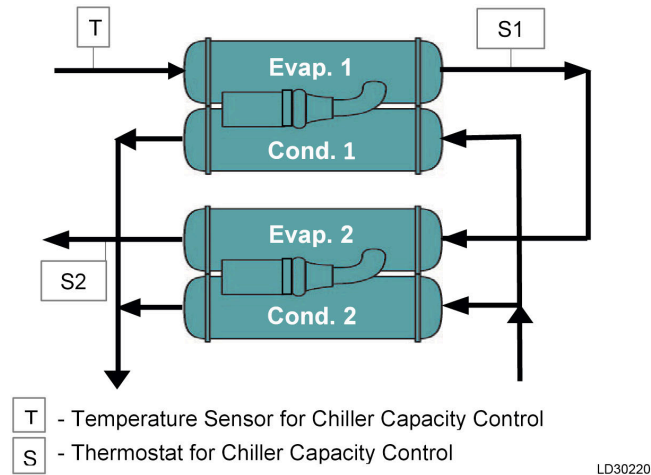 T
S1
Evap. 1
Cond. 1
Evap. 2
S2
Cond. 2
T - Temperature Sensor for Chiller Capacity Control
S - Thermostat for Chiller Capacity Control
LD30220